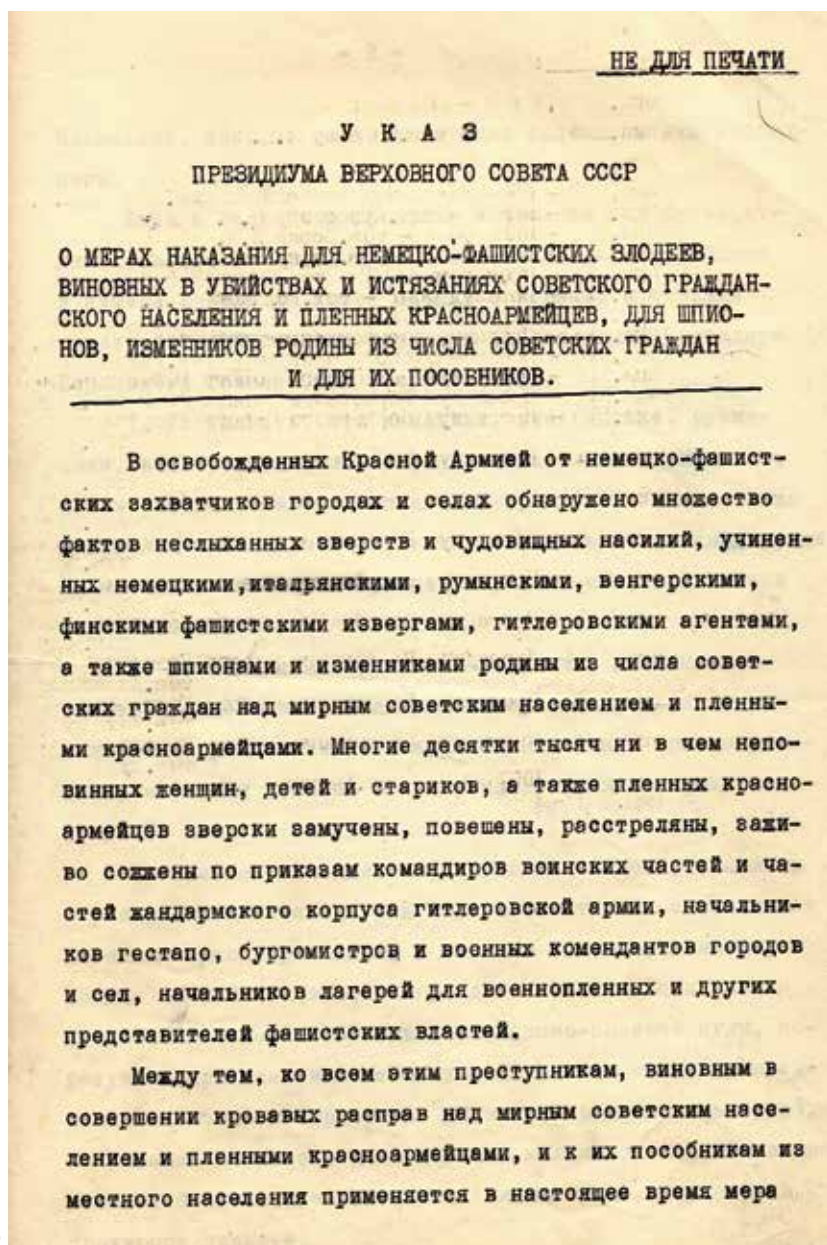 НЕ ДЛЯ ПЕЧАТИ
У К А З
ПРЕЗИДИУМА ВЕРХОВНОГО СОВЕТА СССР
О МЕРАХ НАКАЗАНИЯ ДЛЯ НЕМЕЦКО-ФАШИСТСКИХ ЗЛОДЕЕВ,
ВИНОВНЫХ В УБИЙСТВАХ И ИСТЯЗАНИЯХ СОВЕТСКОГО ГРАЖДАН-
СКОГО НАСЕЛЕНИЯ И ПЛЕННЫХ КРАСНОАРМЕЙЦЕВ, ДЛЯ ШПИО-
НОВ, ИЗМЕННИКОВ РОДИНЫ ИЗ ЧИСЛА СОВЕТСКИХ ГРАЖДАН
И ДЛЯ ИХ ПОСОБНИКОВ.
В освобожденных Красной Армией от немецко-фашист-
ских захватчиков городах и селах обнаружено множество
фактов неслыханных зверств и чудовищных насилий, учинен-
ных немецкими,итальянскими, румынскими, венгерскими,
финскими фашистскими извергами, гитлеровскими агентами,
а также шпионами и изменниками родины из числа совет-
ских граждан над мирным советским населением и пленны-
ми красноармейцами. Многие десятки тысяч ни в чем непо-
винных женщин, детей и стариков, а также пленных красно-
армейцев зверски замучены, повешены, расстреляны, зажи-
во сожжены по приказам командиров воинских частей и ча-
стей жандармского корпуса гитлеровской армии, начальни-
ков гестапо, бургомистров и военных комендантов городов
и сел, начальников лагерей для военнопленных и других
представителей фашистских властей.
Между тем, ко всем этим преступникам, виновным в
совершении кровавых расправ над мирным советским насе-
лением и пленными красноармейцами, и к их пособникам из
местного населения применяется в настоящее время мера